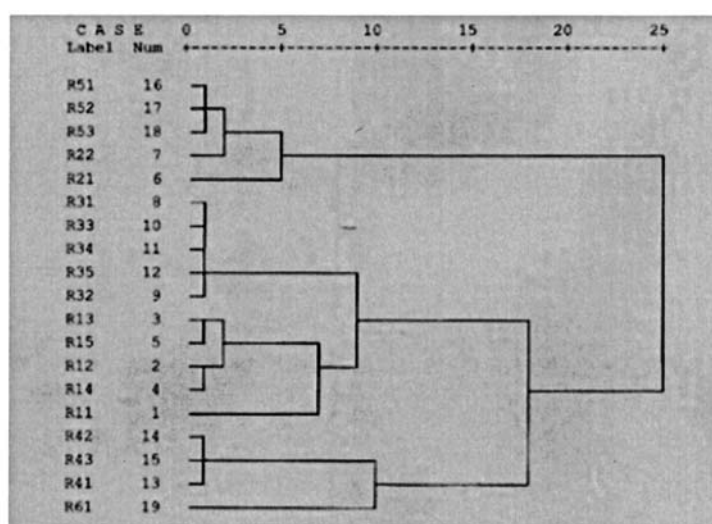 C A S E 0 5 10 15 20 25
Label Num
R51 16
R52 17
R53 18
R22 7
R21 6
R31 8
R33 10
R34 11
R35 12
R32 9
R13 3
R15 5
R12 2
R14 4
R11 1
R42 14
R43 15
R41 13
R61 19